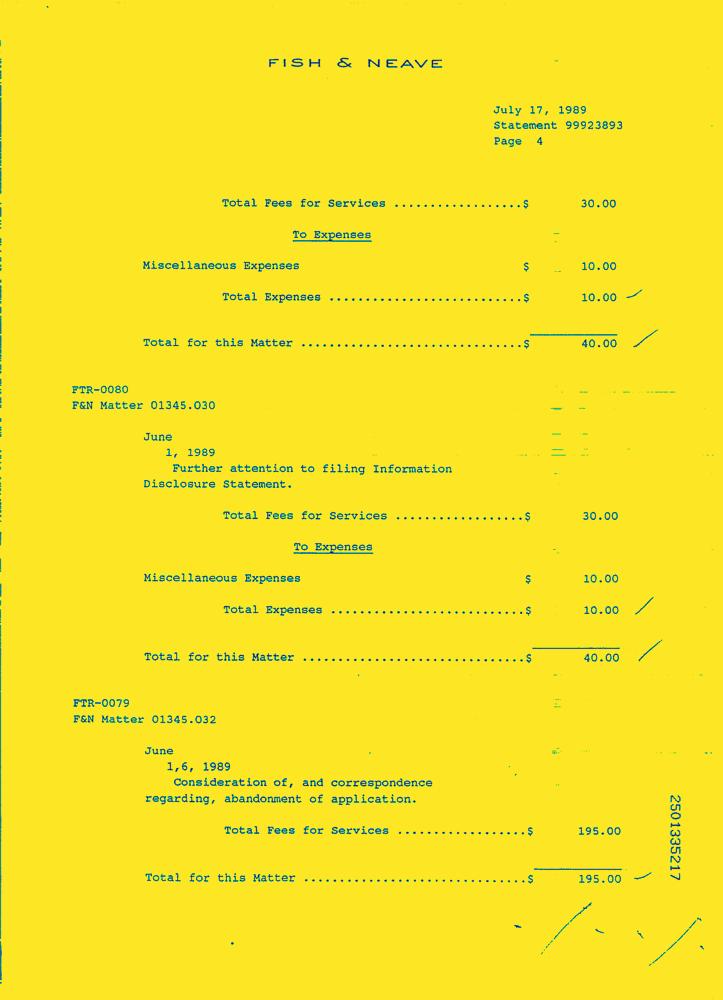 FISH & NEAVE
July 17, 1989
Statement 99923893
Page 4
Total Fees for Services ..................$ 30.00
To Expenses
Miscellaneous Expenses $ 10.00
Total Expenses ...........................$ 10.00
Total for this Matter ...............................$ 40.00
FTR-0080
F&N Matter 01345.030
June
1, 1989
Further attention to filing Information
Disclosure Statement.
Total Fees for Services ..................$ 30.00
To Expenses
Miscellaneous Expenses $ 10.00
Total Expenses ...........................$ 10.00
Total for this Matter ...............................$ 40.00
FTR-0079
F&N Matter 01345.032
June
1,6, 1989
Consideration of, and correspondence
regarding, abandonment of application.
Total Fees for Services ..................$ 195.00
Total for this Matter ...............................$ 195.00
2501335217